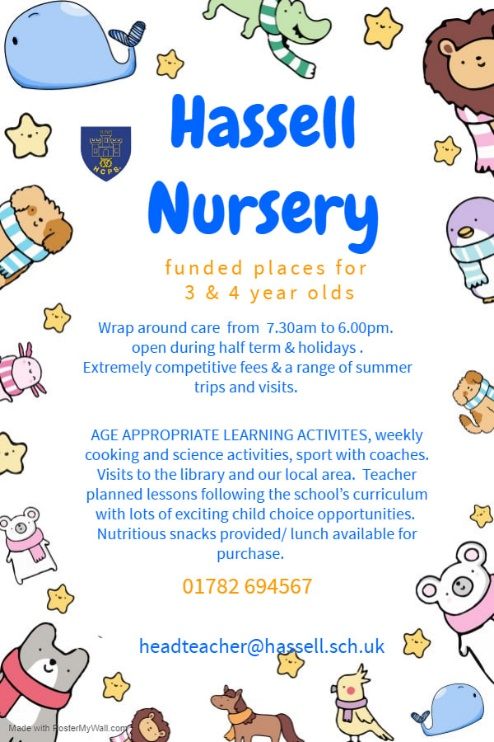 Hassell
H.C.P.S.
Nursery
funded places for
3 & 4 year olds
Wrap around care from 7.30am to 6.00pm.
open during half term & holidays .
Extremely competitive fees & a range of summer
trips and visits.
AGE APPROPRIATE LEARNING ACTIVITES, weekly
cooking and science activities, sport with coaches.
Visits to the library and our local area. Teacher
planned lessons following the school's curriculum
with lots of exciting child choice opportunities.
Nutritious snacks provided/ lunch available for
purchase.
01782 694567
headteacher@hassell.sch.uk
Made with PosterMyWall.com